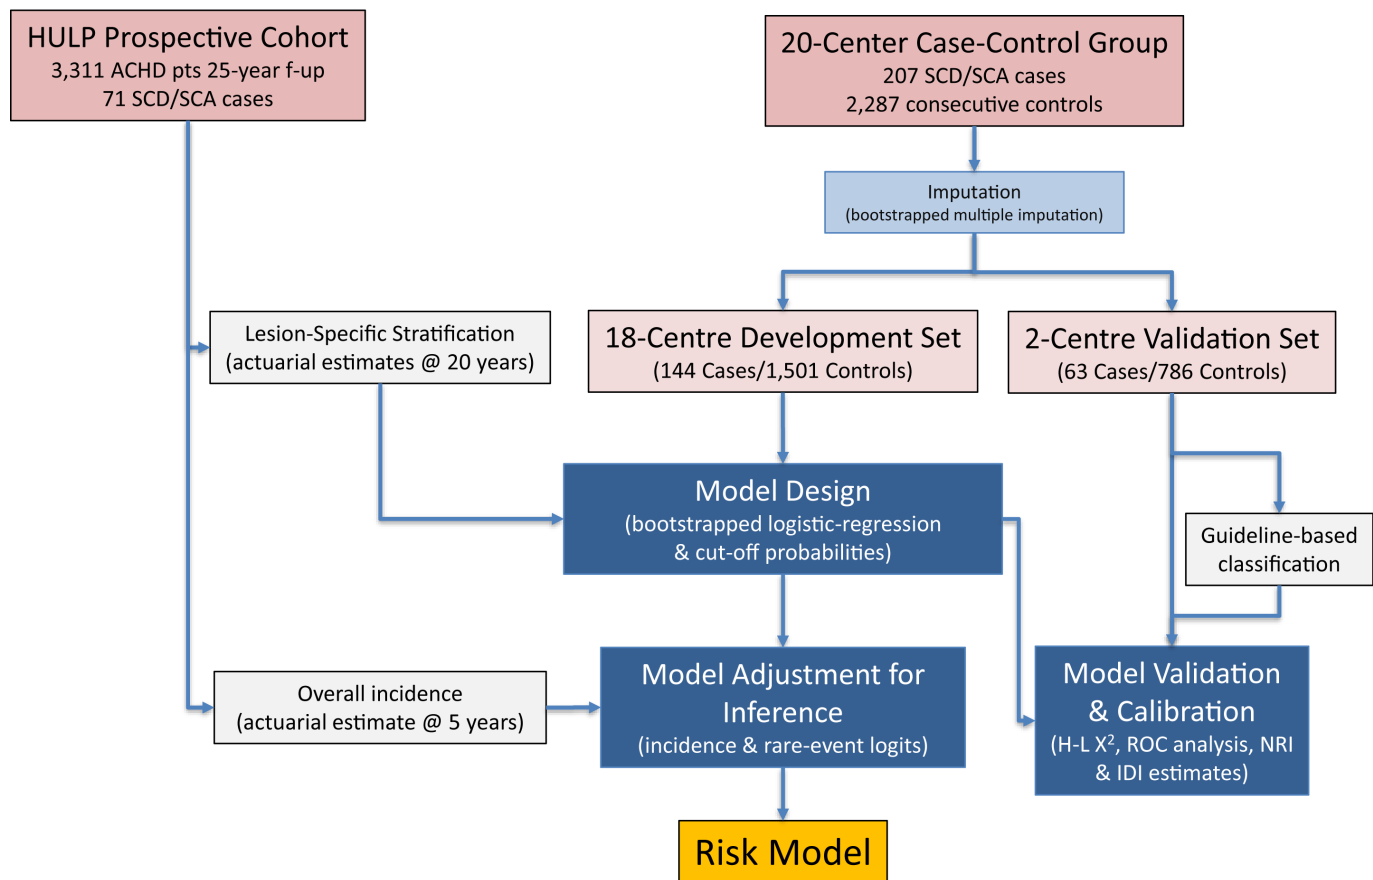 HULP Prospective Cohort
3,311 ACHD pts 25-year f-up
71 SCD/SCA cases
20-Center Case-Control Group
207 SCD/SCA cases
2,287 consecutive controls
Imputation
(bootstrapped multiple imputation)
Lesion-Specific Stratification
(actuarial estimates @ 20 years)
18-Centre Development Set
(144 Cases/1,501 Controls)
2-Centre Validation Set
(63 Cases/786 Controls)
Model Design
(bootstrapped logistic-regression
& cut-off probabilities)
Guideline-based
classification
Overall incidence
(actuarial estimate @ 5 years)
Model Adjustment for
Inference
(incidence & rare-event logits)
Model Validation
& Calibration
(H-L X², ROC analysis, NRI
& IDI estimates)
Risk Model